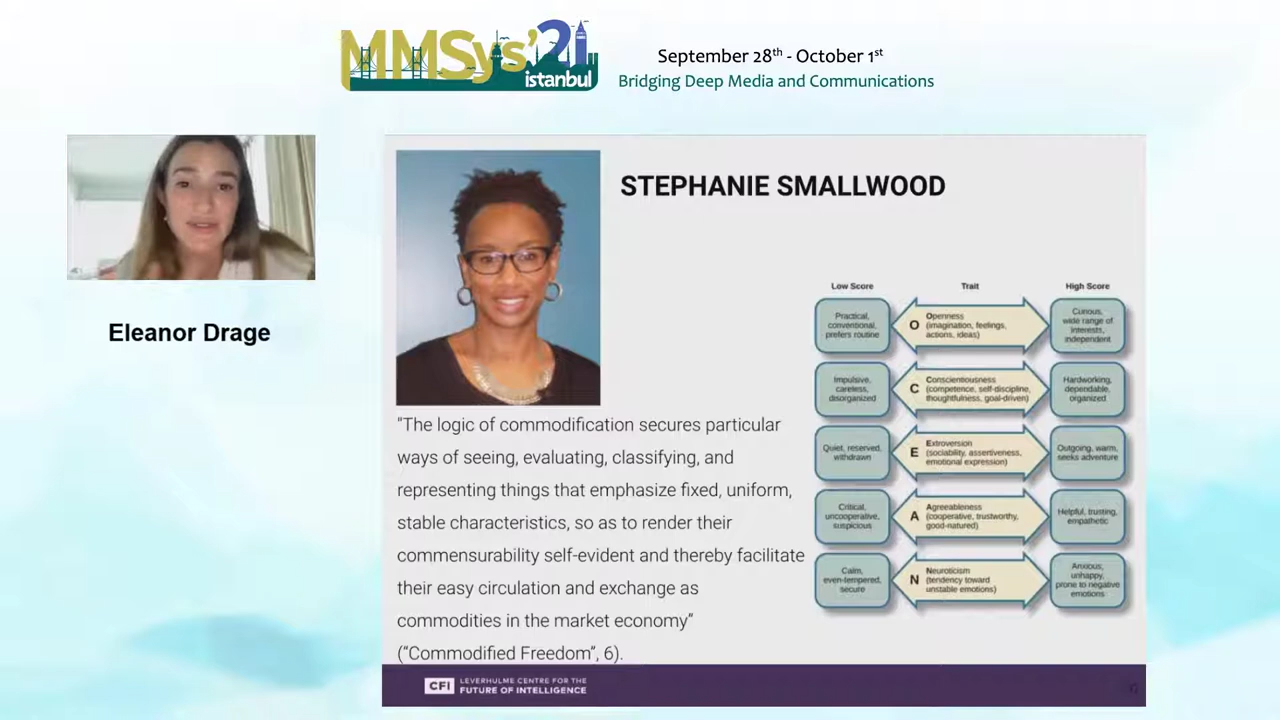 MMSys'21
istanbul
September 28th - October 1st
Bridging Deep Media and Communications
Eleanor Drage
STEPHANIE SMALLWOOD
"The logic of commodification secures particular
ways of seeing, evaluating, classifying, and
representing things that emphasize fixed, uniform,
stable characteristics, so as to render their
commensurability self-evident and thereby facilitate
their easy circulation and exchange as
commodities in the market economy"
("Commodified Freedom", 6).
Low Score
Trait
High Score
Practical,
conventional,
prefers routine
O
Openness
(imagination, feelings,
actions, ideas)
Curious,
wide range of
interests,
independent
Impulsive,
careless,
disorganized
C
Conscientiousness
(competence, self-discipline,
thoughtfulness, goal-driven)
Hardworking,
dependable,
organized
Quiet, reserved,
withdrawn
E
Extroversion
(sociability, assertiveness,
emotional expression)
Outgoing, warm,
seeks adventure
Critical,
uncooperative,
suspicious
A
Agreeableness
(cooperative, trustworthy,
good-natured)
Helpful, trusting,
empathetic
Calm,
even-tempered,
secure
N
Neuroticism
(tendency toward
unstable emotions)
Anxious,
unhappy,
prone to negative
emotions
CFI
LEVERHULME CENTRE FOR THE
FUTURE OF INTELLIGENCE